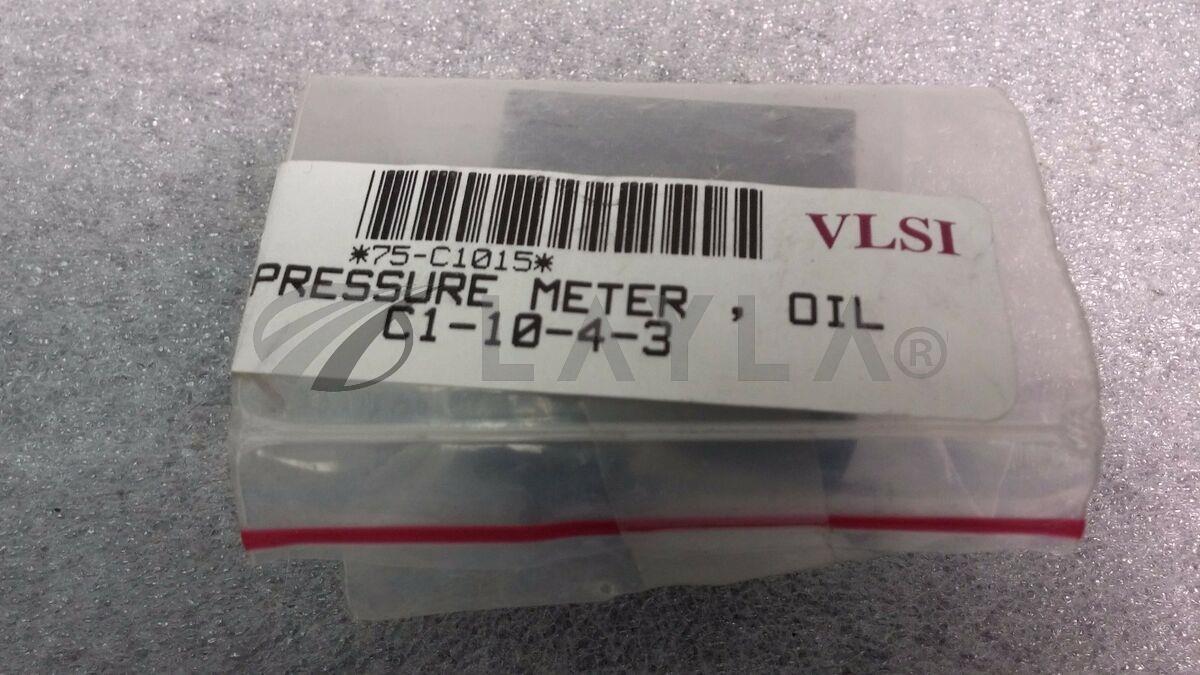 VLSI
*75-C1015*
PRESSURE METER , OIL
C1-10-4-3
LAYLA®